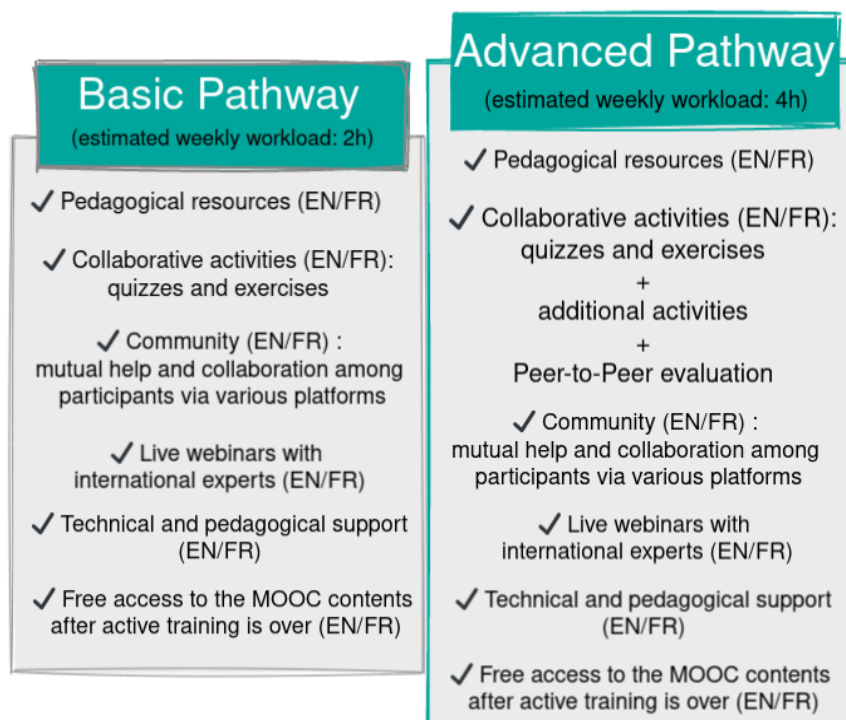 Basic Pathway
(estimated weekly workload: 2h)
✓ Pedagogical resources (EN/FR)
✓ Collaborative activities (EN/FR):
quizzes and exercises
✓ Community (EN/FR) :
mutual help and collaboration among
participants via various platforms
✓ Live webinars with
international experts (EN/FR)
✓ Technical and pedagogical support
(EN/FR)
✓ Free access to the MOOC contents
after active training is over (EN/FR)
Advanced Pathway
(estimated weekly workload: 4h)
✓ Pedagogical resources (EN/FR)
✓ Collaborative activities (EN/FR):
quizzes and exercises
+
additional activities
+
Peer-to-Peer evaluation
✓ Community (EN/FR) :
mutual help and collaboration among
participants via various platforms
✓ Live webinars with
international experts (EN/FR)
✓ Technical and pedagogical support
(EN/FR)
✓ Free access to the MOOC contents
after active training is over (EN/FR)